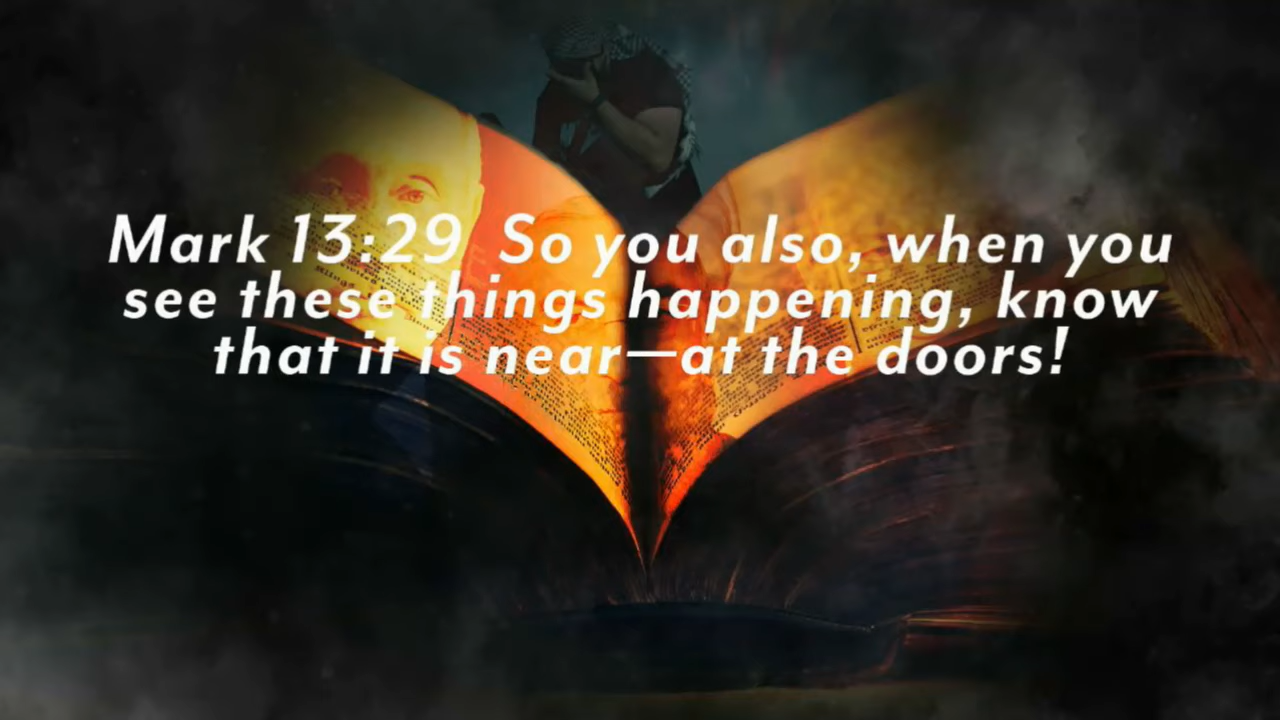 Mark 13:29 So you also, when you
see these things happening, know
that it is near—at the doors!